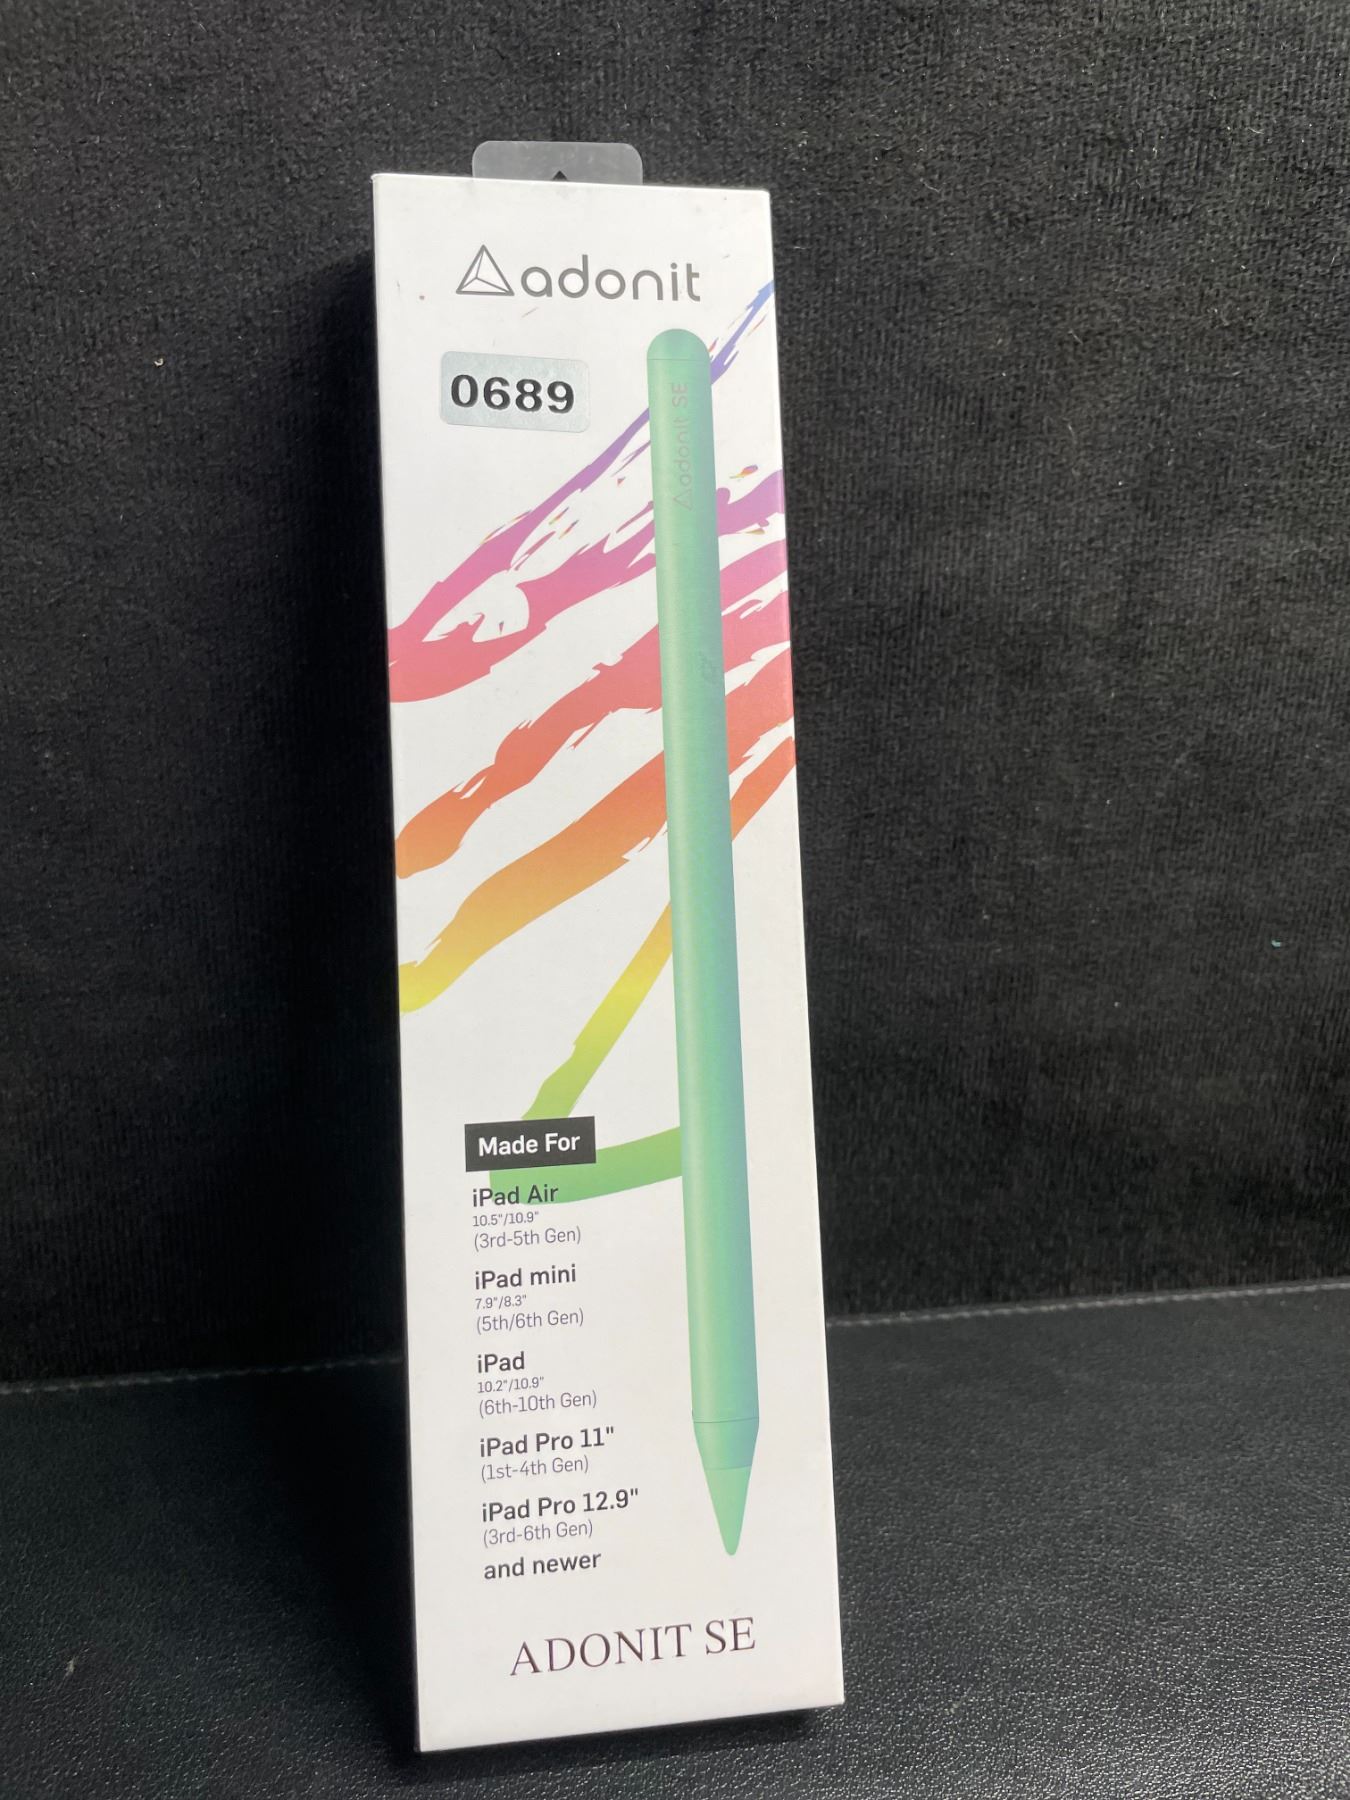 adonit
0689
adonit SE
Made For
iPad Air
10.5"/10.9"
(3rd-5th Gen)
iPad mini
7.9"/8.3"
(5th/6th Gen)
iPad
10.2"/10.9"
(6th-10th Gen)
iPad Pro 11"
(1st-4th Gen)
iPad Pro 12.9"
(3rd-6th Gen)
and newer
ADONIT SE